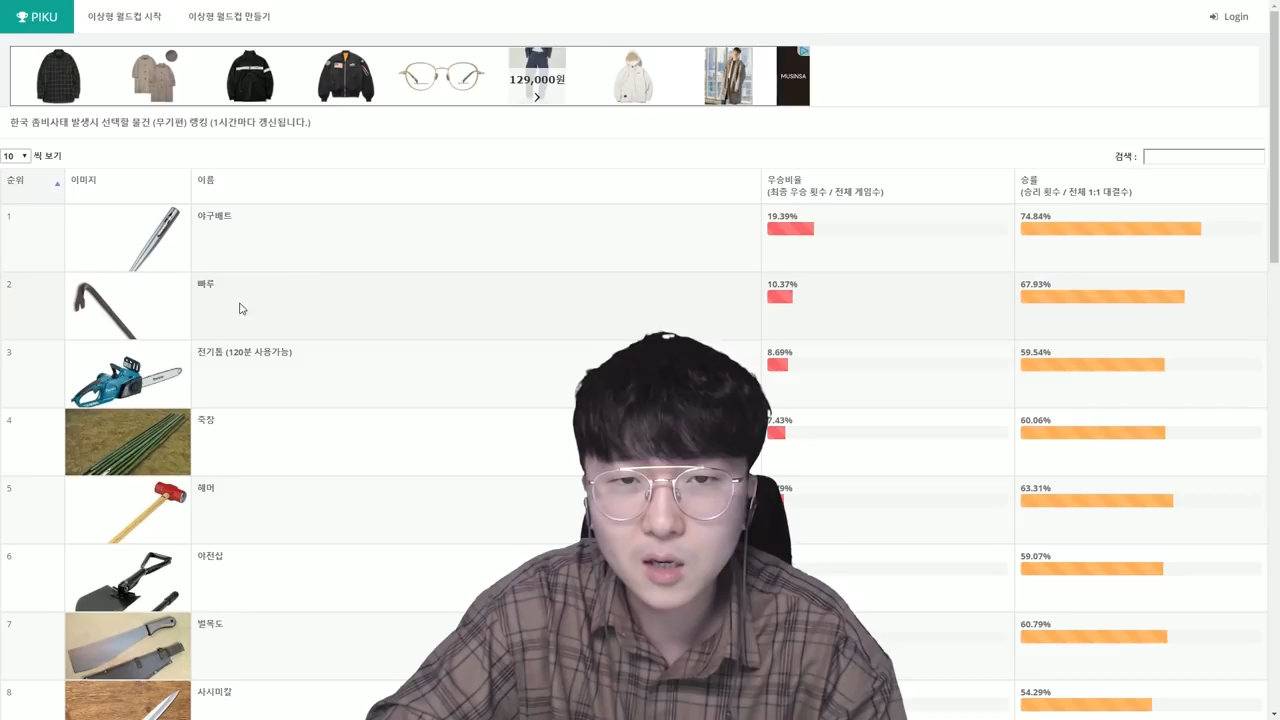 PIKU
이상형 월드컵 시작
이상형 월드컵 만들기
Login
129,000원
MUSINSA
한국 좀비사태 발생시 선택할 물건 (무기편) 랭킹 (1시간마다 갱신됩니다.)
10 씩 보기
검색 :
순위
이미지
이름
우승비율
(최종 우승 횟수 / 전체 게임수)
승률
(승리 횟수 / 전체 1:1 대결수)
1
야구배트
19.39%
74.84%
2
빠루
10.37%
67.93%
3
전기톱 (120분 사용가능)
8.69%
59.54%
4
죽창
7.43%
60.06%
5
해머
63.31%
6
야전삽
59.07%
7
벌목도
60.79%
8
사시미칼
54.29%